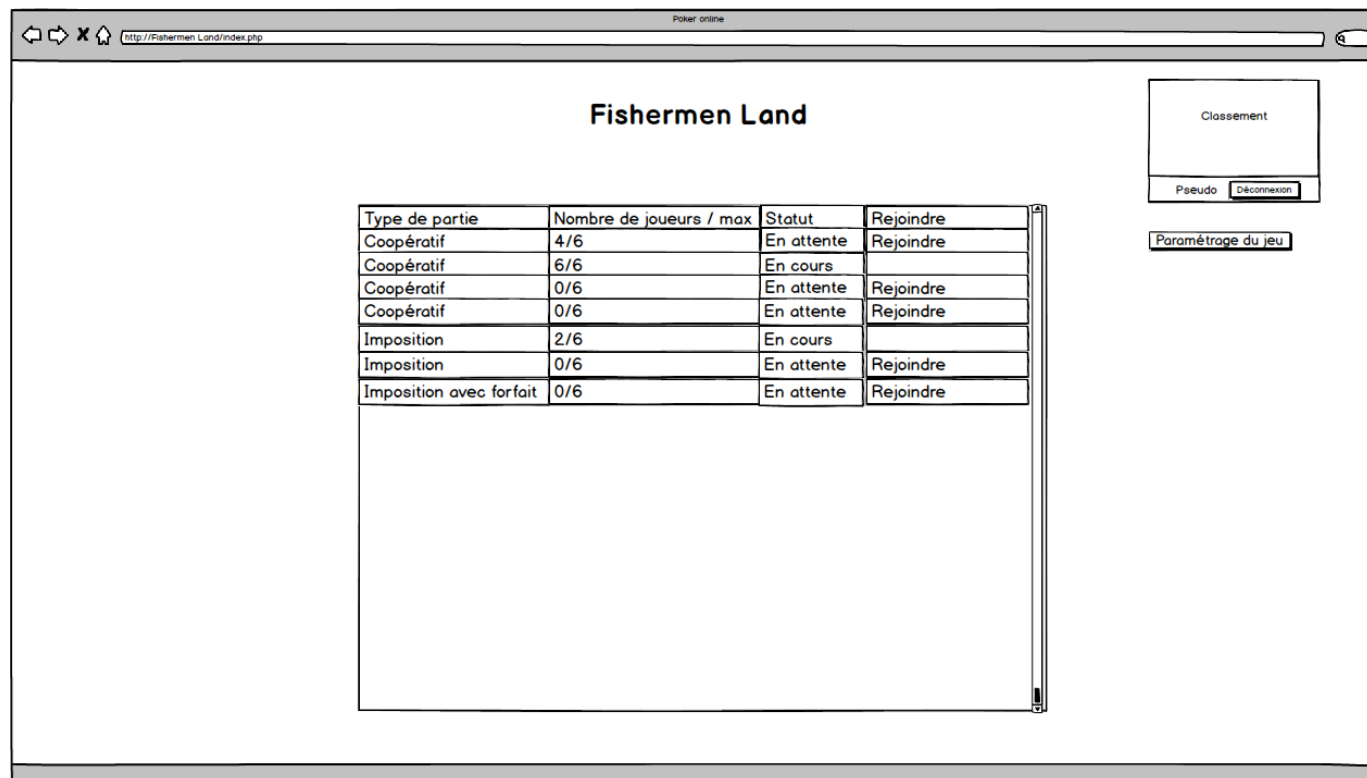 Poker online
http://Fishermen Land/index.php
Fishermen Land
Classement
Pseudo Déconnexion
Paramétrage du jeu
Type de partie Nombre de joueurs / max Statut Rejoindre
Coopératif 4/6 En attente Rejoindre
Coopératif 6/6 En cours
Coopératif 0/6 En attente Rejoindre
Coopératif 0/6 En attente Rejoindre
Imposition 2/6 En cours
Imposition 0/6 En attente Rejoindre
Imposition avec forfait 0/6 En attente Rejoindre